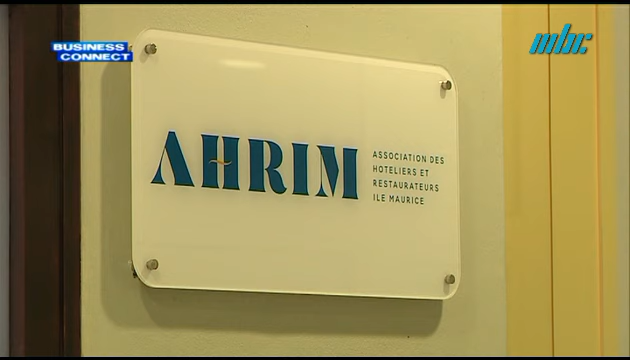 BUSINESS
CONNECT
mbc
AHRIM
ASSOCIATION DES
HOTELIERS ET
RESTAURATEURS
ILE MAURICE